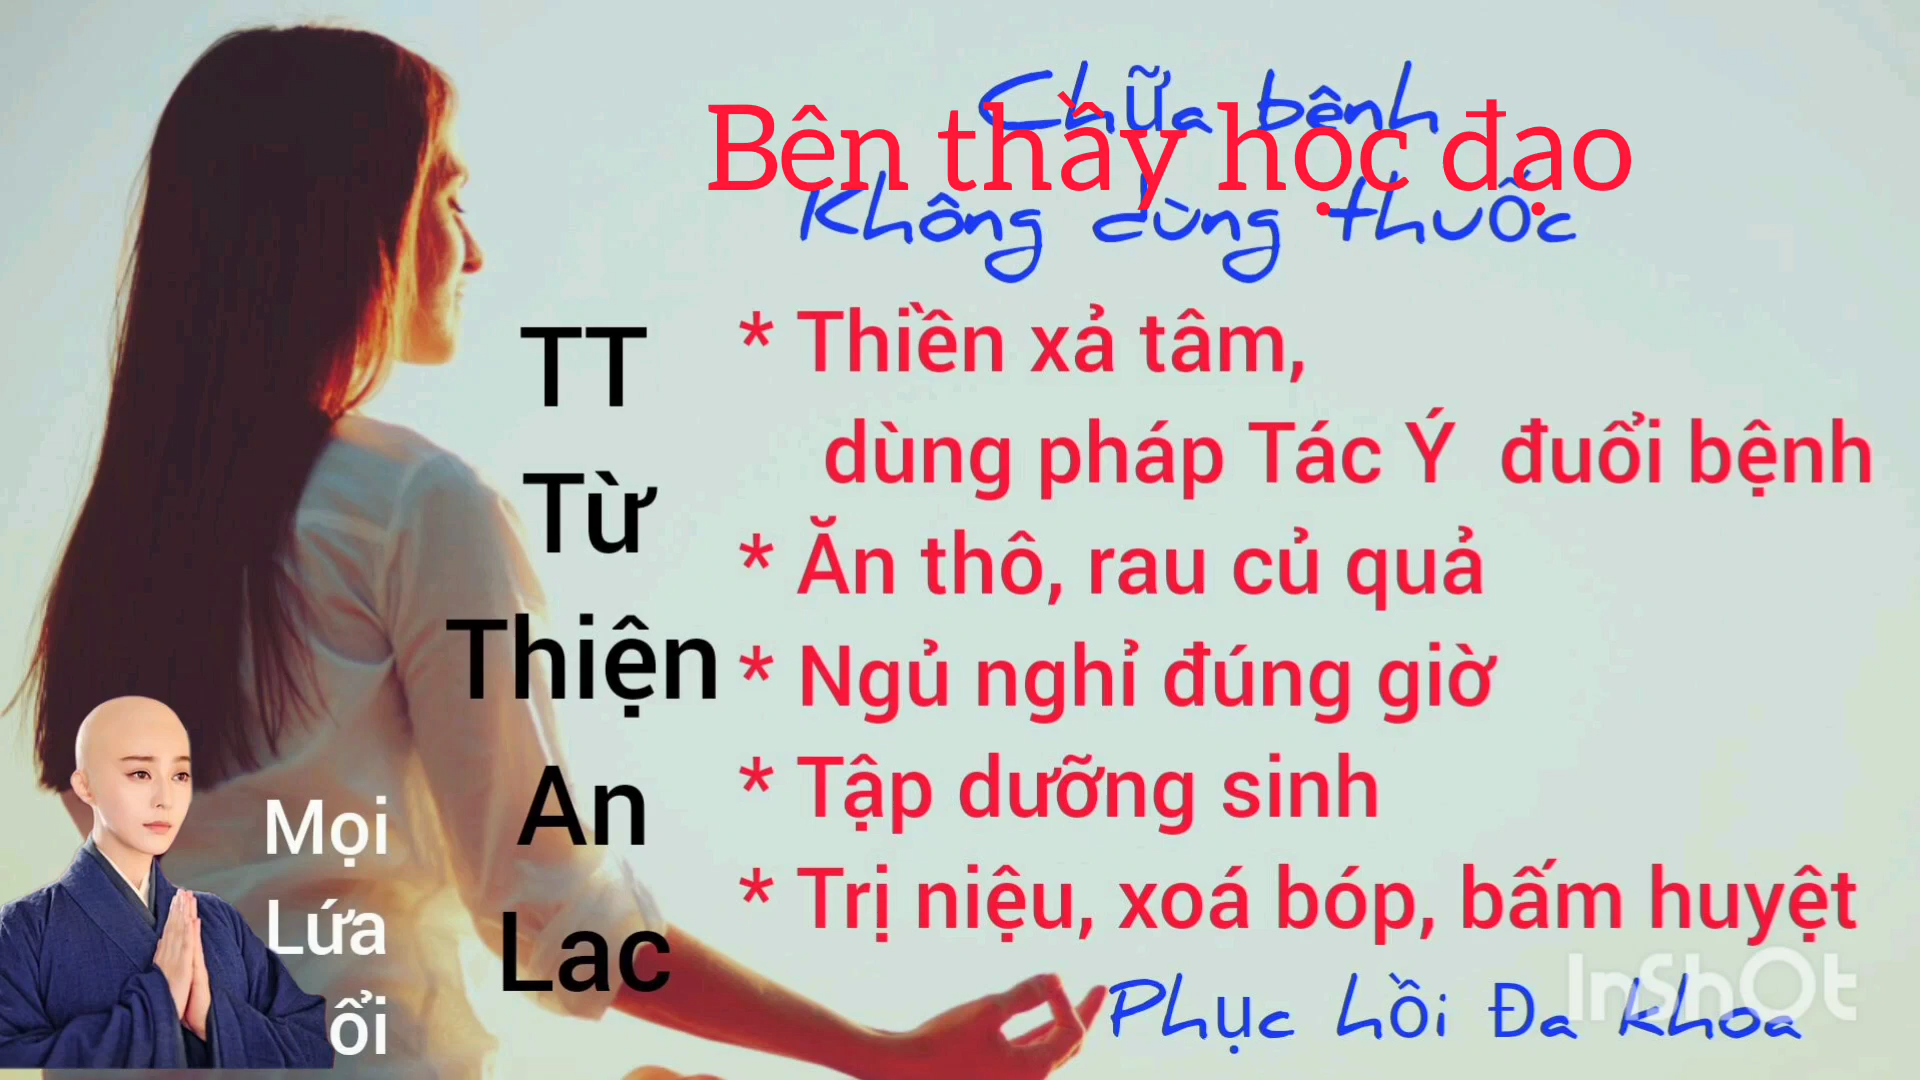 Chữa bệnh
Bên thầy học đạo
Không dùng thuốc
TT
Từ
Thiện
An
Lac
* Thiền xả tâm,
dùng pháp Tác Ý đuổi bệnh
* Ăn thô, rau củ quả
* Ngủ nghỉ đúng giờ
* Tập dưỡng sinh
* Trị niệu, xoá bóp, bấm huyệt
Phục hồi Đa khoa
Mọi
Lứa
ổi
InShOt